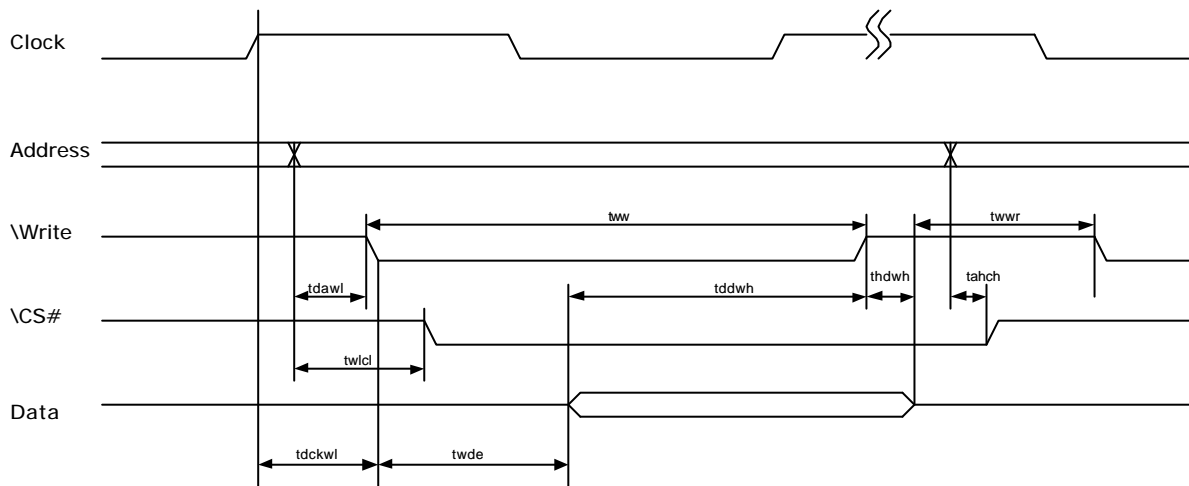 Clock
Address
tww
twwr
\Write
thdwh
tahch
tdawl
tddwh
\CS#
twlcl
Data
tdckwl
twde